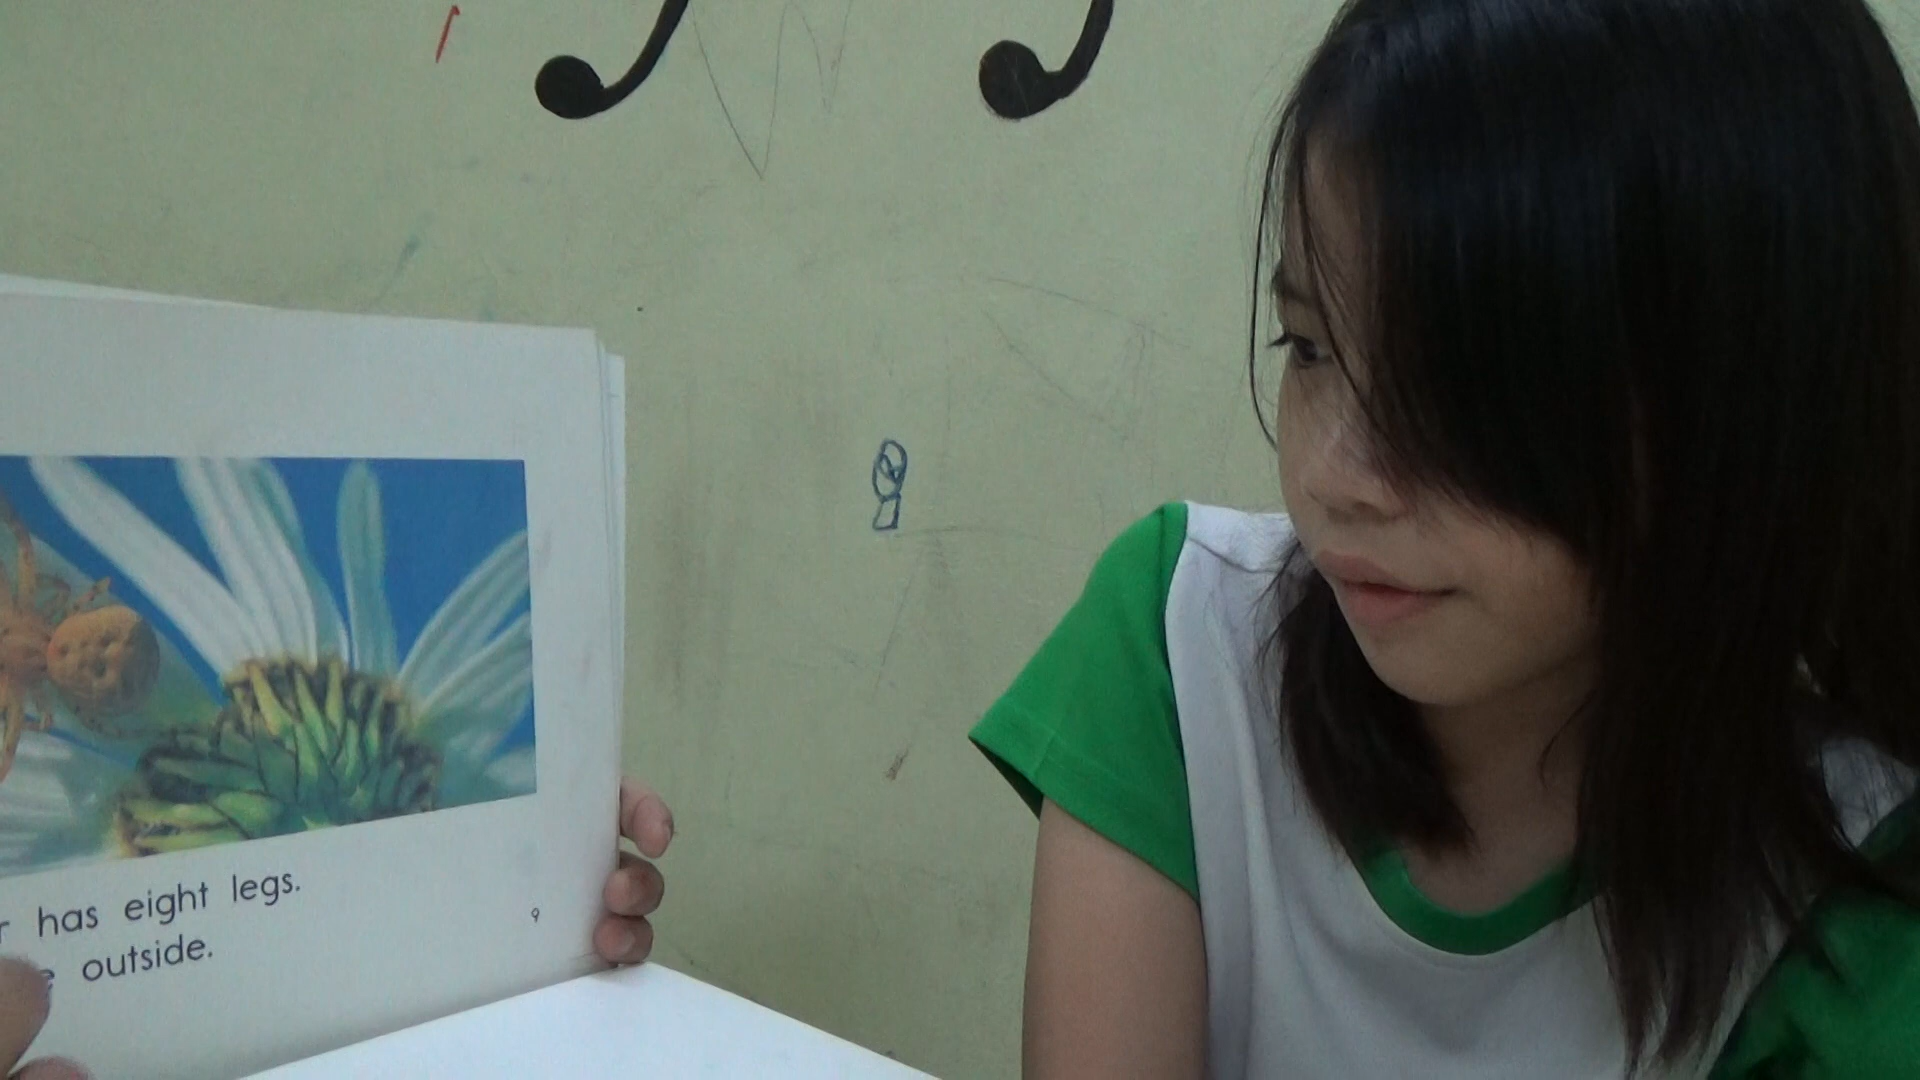 has eight legs.
outside.
9